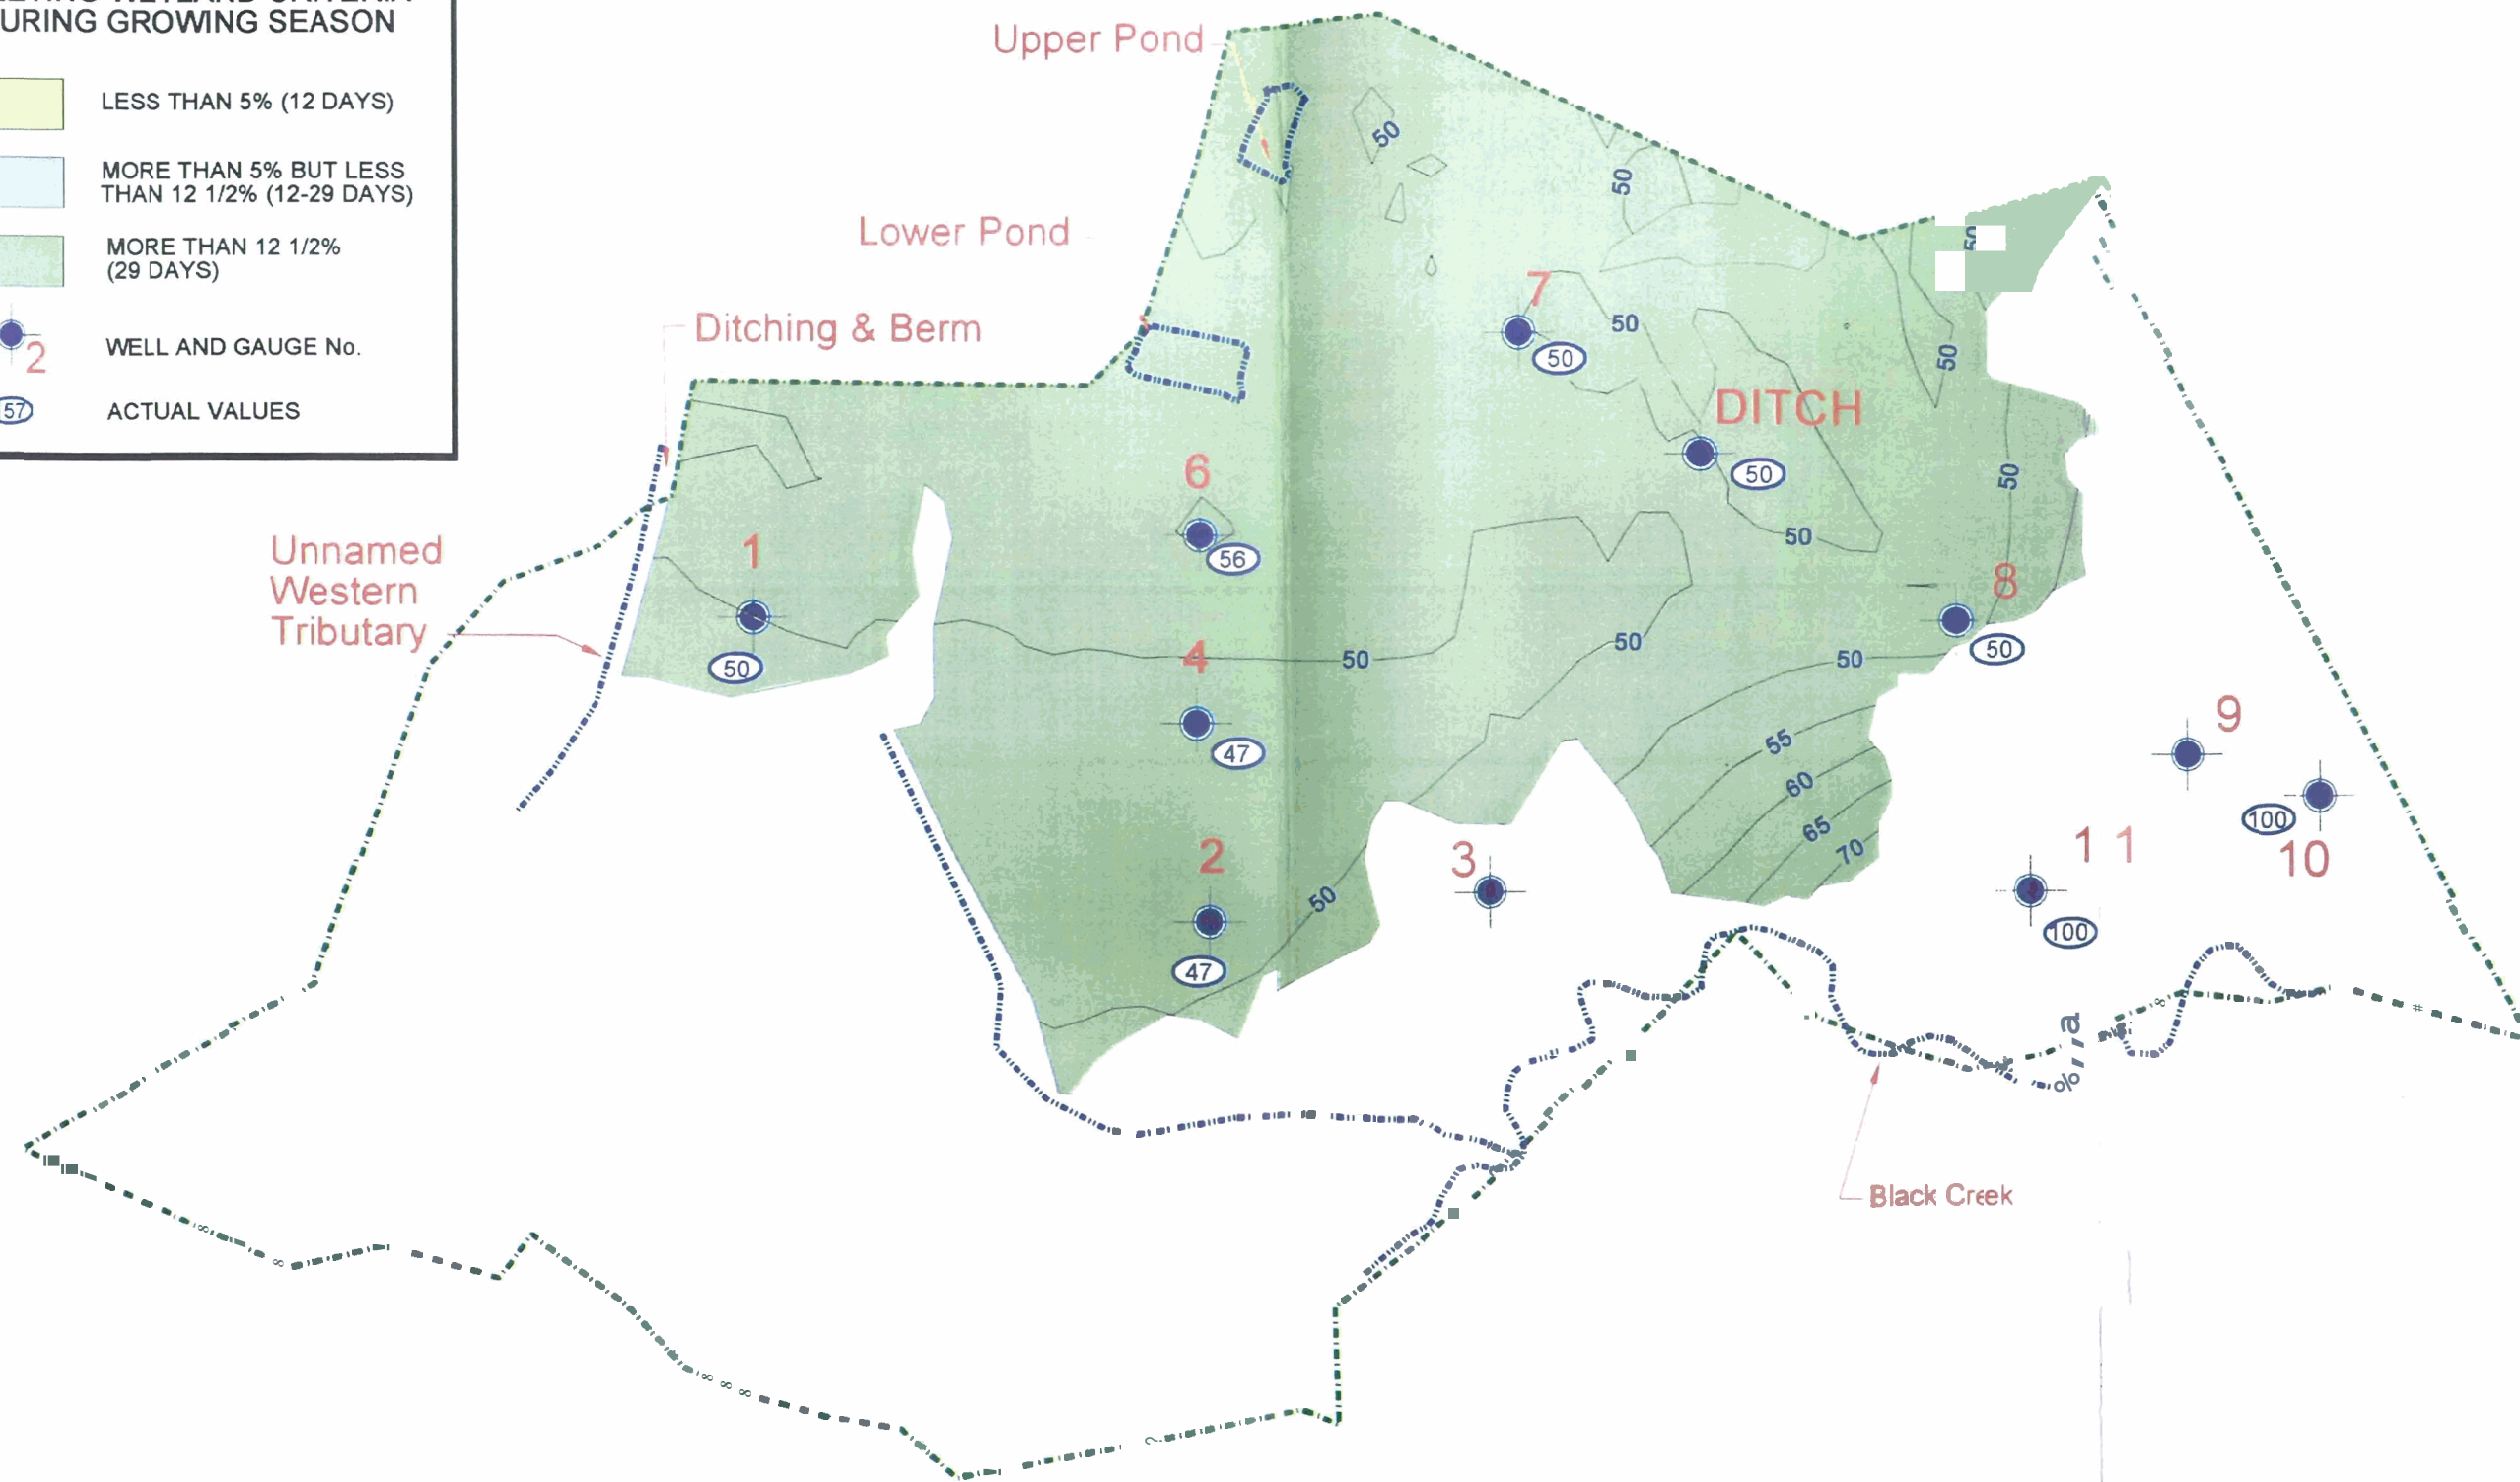 URING GROWING SEASON
LESS THAN 5% (12 DAYS)
MORE THAN 5% BUT LESS
THAN 12 1/2% (12-29 DAYS)
MORE THAN 12 1/2%
(29 DAYS)
2
WELL AND GAUGE No.
57
ACTUAL VALUES
Upper Pond
Lower Pond
Ditching & Berm
Unnamed
Western
Tributary
50
50
50
50
7
50
50
DITCH
50
50
50
6
56
1
50
8
50
4
47
50
50
50
9
55
60
65
70
100
10
2
47
50
3
11
100
Black Creek